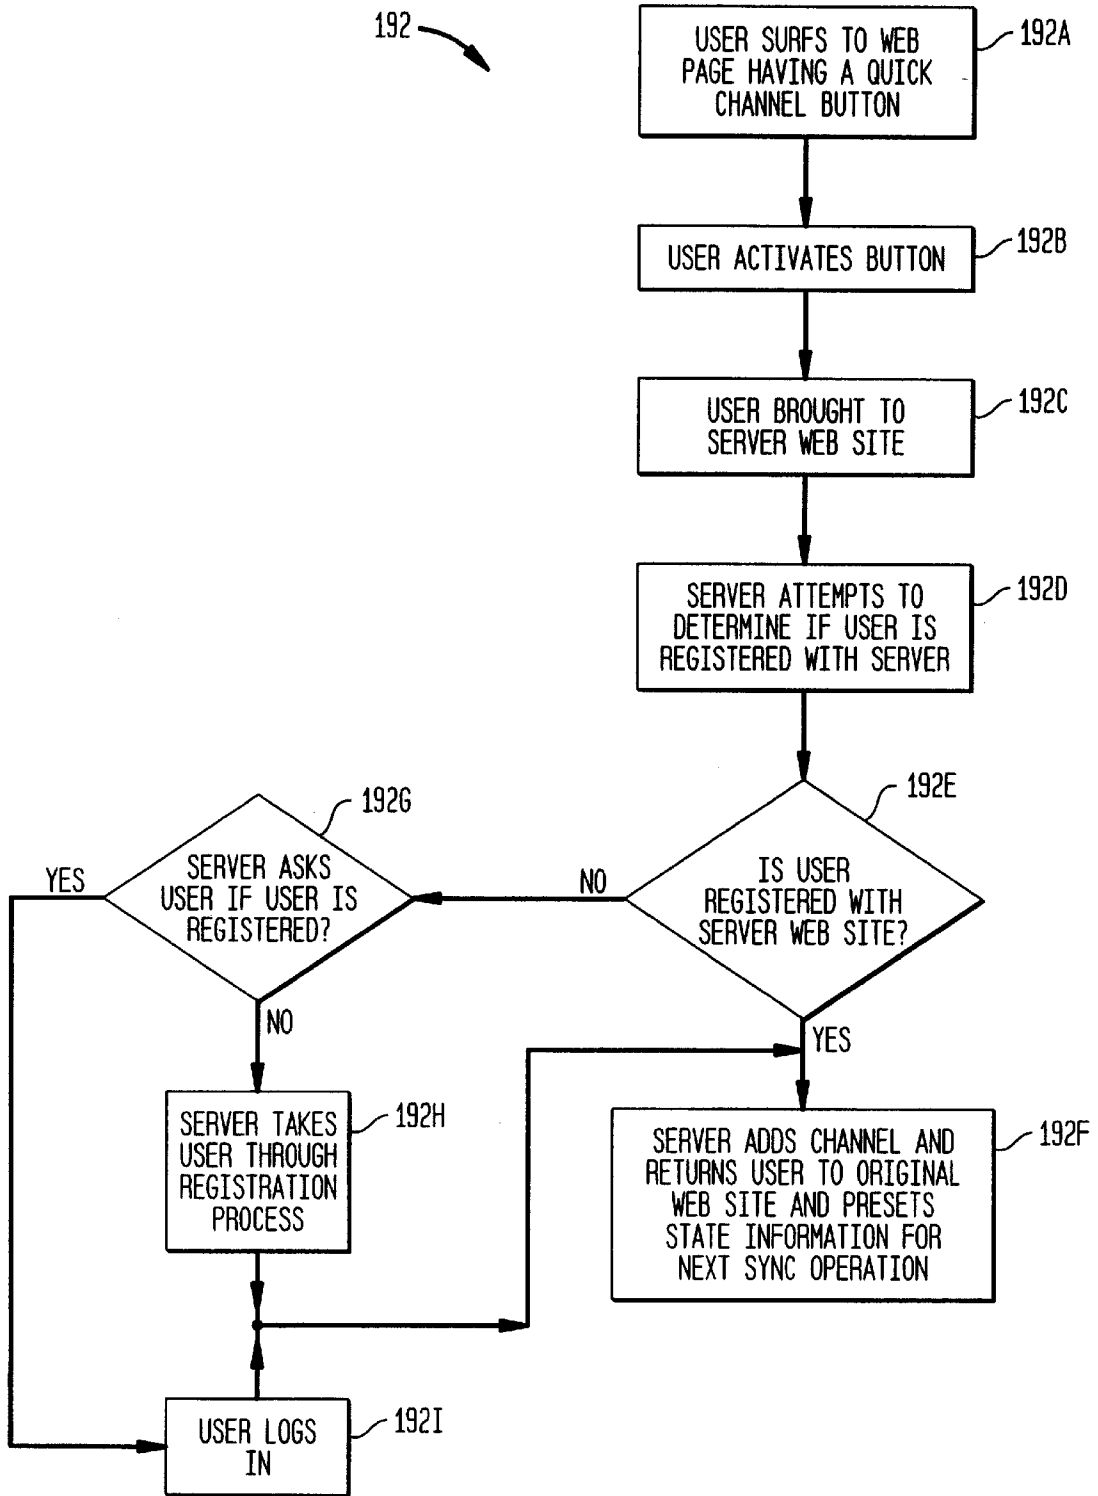 192
USER SURFS TO WEB
PAGE HAVING A QUICK
CHANNEL BUTTON
192A
USER ACTIVATES BUTTON
192B
USER BROUGHT TO
SERVER WEB SITE
192C
SERVER ATTEMPTS TO
DETERMINE IF USER IS
REGISTERED WITH SERVER
192D
IS USER
REGISTERED WITH
SERVER WEB SITE?
192E
NO
YES
SERVER ASKS
USER IF USER IS
REGISTERED?
192G
YES
NO
SERVER TAKES
USER THROUGH
REGISTRATION
PROCESS
192H
SERVER ADDS CHANNEL AND
RETURNS USER TO ORIGINAL
WEB SITE AND PRESETS
STATE INFORMATION FOR
NEXT SYNC OPERATION
192F
USER LOGS
IN
192I